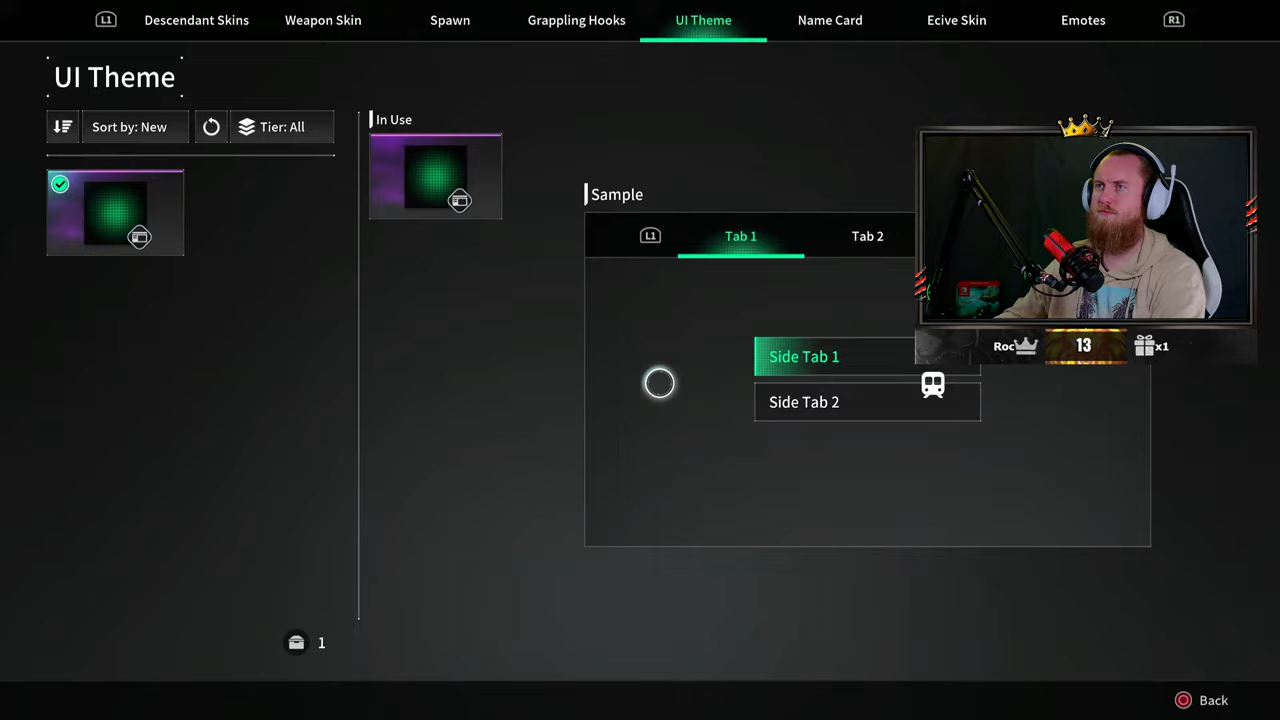 L1 Descendant Skins Weapon Skin Spawn Grappling Hooks UI Theme Name Card Ecive Skin Emotes R1
UI Theme
Sort by: New Tier: All
In Use
Sample
L1 Tab 1 Tab 2
Side Tab 1
Side Tab 2
Roc 13 x1
1
Back